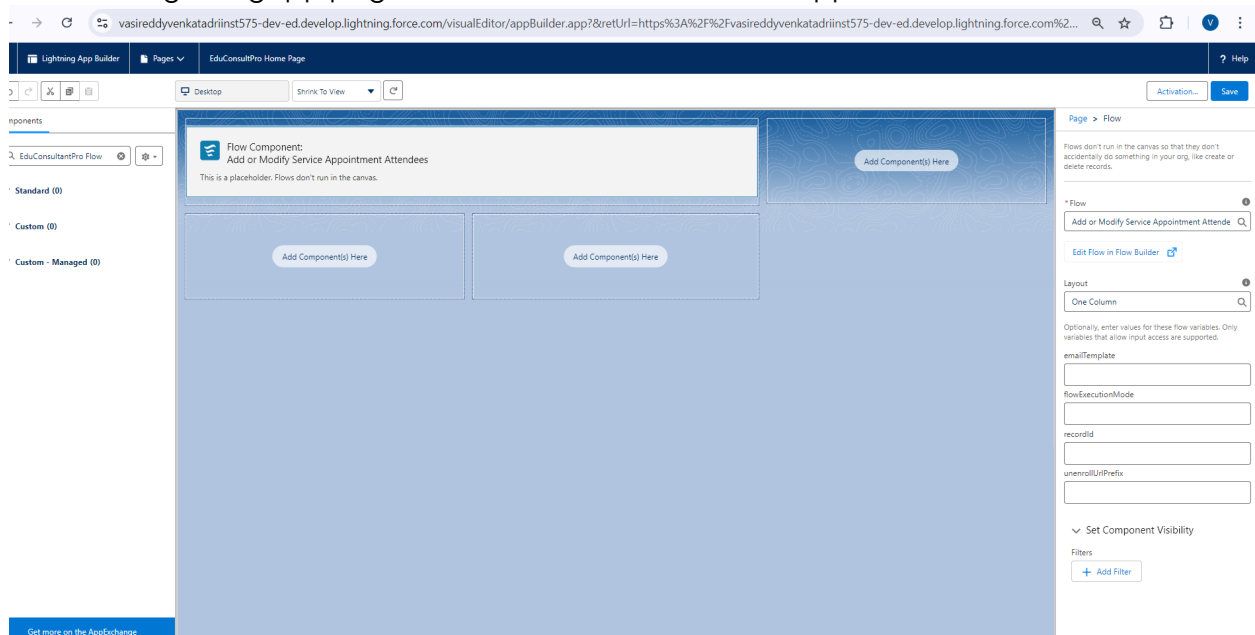 vasireddyvenkatadriinst575-dev-ed.develop.lightning.force.com/visualEditor/appBuilder.app?&retUrl=https%3A%2F%2Fvasireddyvenkatadriinst575-dev-ed.develop.lightning.force.com%2...
V
Lightning App Builder Pages EduConsultPro Home Page ? Help
Desktop Shrink To View Activation... Save
mponents
EduConsultantPro Flow
Standard (0)
Custom (0)
Custom - Managed (0)
Get more on the AppExchange
Flow Component:
Add or Modify Service Appointment Attendees
This is a placeholder. Flows don't run in the canvas.
Add Component(s) Here
Add Component(s) Here Add Component(s) Here
Page > Flow
Flows don't run in the canvas so that they don't
accidentally do something in your org, like create or
delete records.
* Flow
Add or Modify Service Appointment Attende
Edit Flow in Flow Builder
Layout
One Column
Optionally, enter values for these flow variables. Only
variables that allow input access are supported.
emailTemplate
flowExecutionMode
recordId
unenrollUrlPrefix
Set Component Visibility
Filters
+ Add Filter